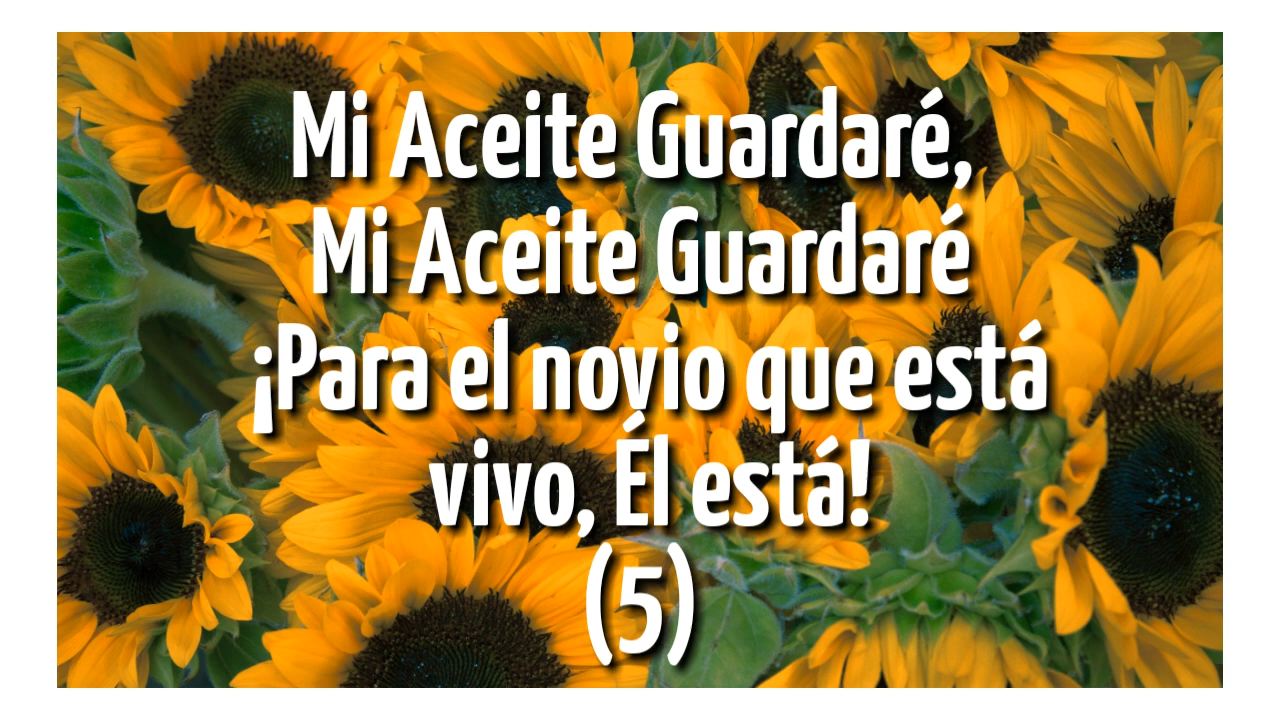 Mi Aceite Guardaré,
Mi Aceite Guardaré
¡Para el novio que está
vivo, Él está!
(5)